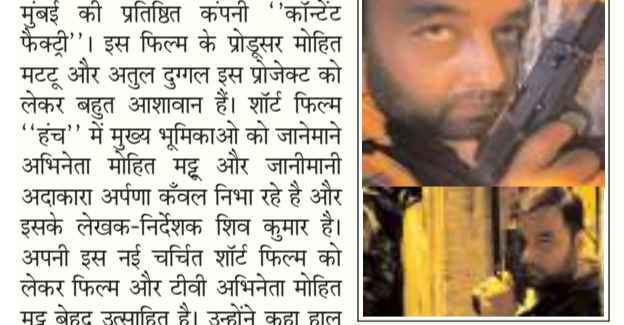 मुंबई की प्रतिष्ठित कंपनी ‘‘कॉन्टेंट
फैक्ट्री’’। इस फिल्म के प्रोडूसर मोहित
मटटू और अतुल दुग्गल इस प्रोजेक्ट को
लेकर बहुत आशावान हैं। शॉर्ट फिल्म
‘‘हंच’’ में मुख्य भूमिकाओ को जानेमाने
अभिनेता मोहित मट्टू और जानीमानी
अदाकारा अर्पणा कँवल निभा रहे है और
इसके लेखक-निर्देशक शिव कुमार है।
अपनी इस नई चर्चित शॉर्ट फिल्म को
लेकर फिल्म और टीवी अभिनेता मोहित
मट्टू बेहद उत्साहित है। उन्होंने कहा हाल